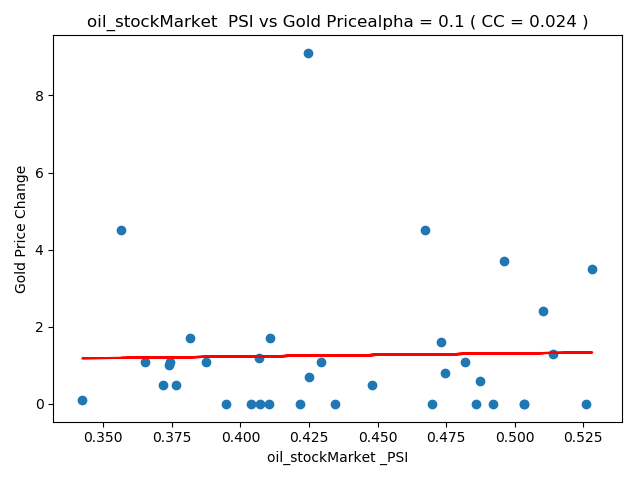 oil_stockMarket  PSI vs Gold Pricealpha = 0.1 ( CC = 0.024 )
Gold Price Change
8
6
4
2
0
0.350 0.375 0.400 0.425 0.450 0.475 0.500 0.525
oil_stockMarket _PSI